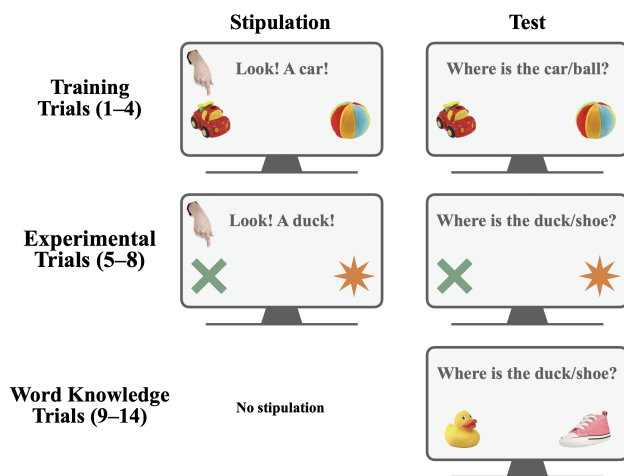 Stipulation
Test
Training
Trials (1–4)
Look! A car!
Where is the car/ball?
Experimental
Trials (5–8)
Look! A duck!
Where is the duck/shoe?
Word Knowledge
Trials (9–14)
No stipulation
Where is the duck/shoe?